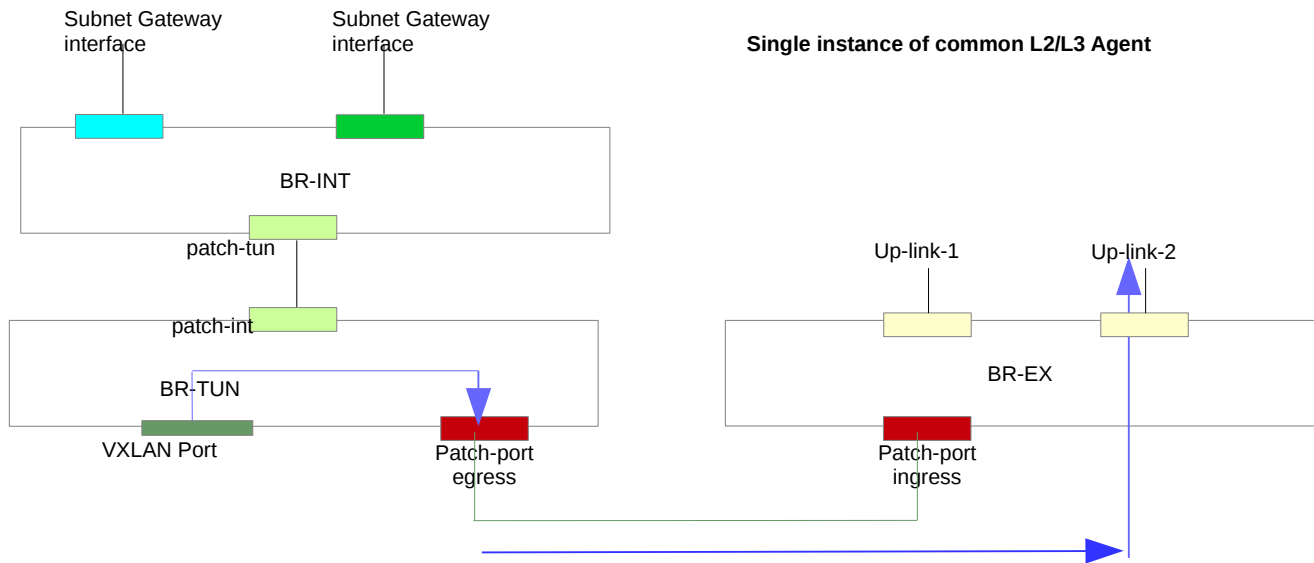 Subnet Gateway
interface
Subnet Gateway
interface
Single instance of common L2/L3 Agent
BR-INT
patch-tun
Up-link-1
Up-link-2
patch-int
BR-TUN
BR-EX
VXLAN Port
Patch-port
egress
Patch-port
ingress